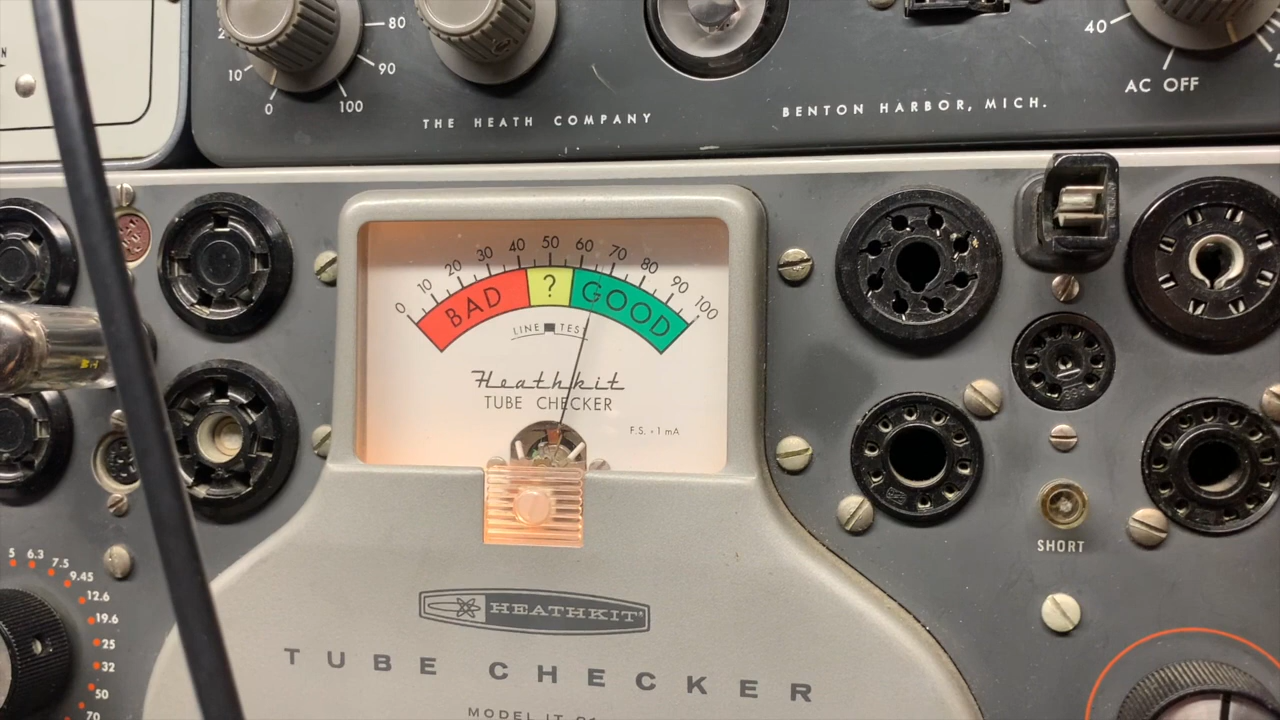 80
10
90
0
100
THE HEATH COMPANY
BENTON HARBOR, MICH.
40
AC OFF
0 10 20 30 40 50 60 70 80 90 100
BAD ? GOOD
LINE TEST
Heathkit
TUBE CHECKER
F.S. = 1 mA
SHORT
5 6.3 7.5
9.45
12.6
19.6
25
32
50
70
HEATHKIT
TUBE CHECKER
MODEL IT